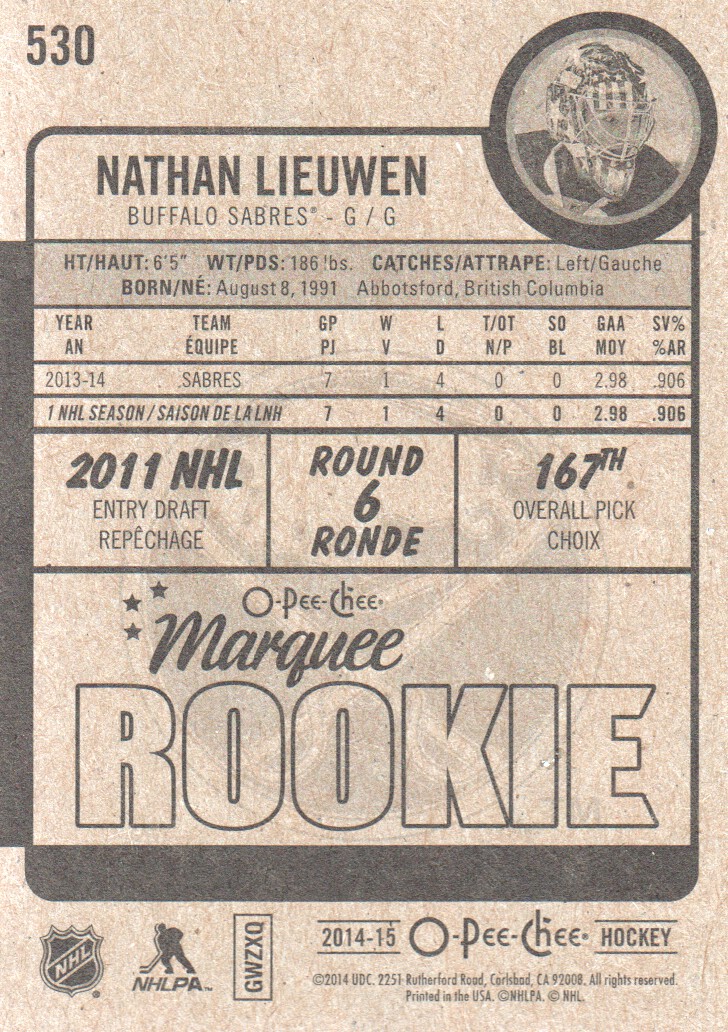 530
NATHAN LIEUWEN
BUFFALO SABRES® - G / G
HT/HAUT: 6'5" WT/PDS: 186 lbs. CATCHES/ATTRAPE: Left/Gauche
BORN/NÉ: August 8, 1991 Abbotsford, British Columbia
YEAR TEAM GP W L T/OT SO GAA SV%
AN ÉQUIPE PJ V D N/P BL MOY %AR
2013-14 SABRES 7 1 4 0 0 2.98 .906
1 NHL SEASON/SAISON DE LA LNH 7 1 4 0 0 2.98 .906
2011 NHL
ENTRY DRAFT
REPÊCHAGE
ROUND
6
RONDE
167TH
OVERALL PICK
CHOIX
O-Pee-Chee®
Marquee
ROOKIE
NHL
NHLPA™
GWZXQ
2014-15 O-Pee-Chee® HOCKEY
©2014 UDC. 2251 Rutherford Road, Carlsbad, CA 92008. All rights reserved.
Printed in the USA. ©NHLPA. © NHL.